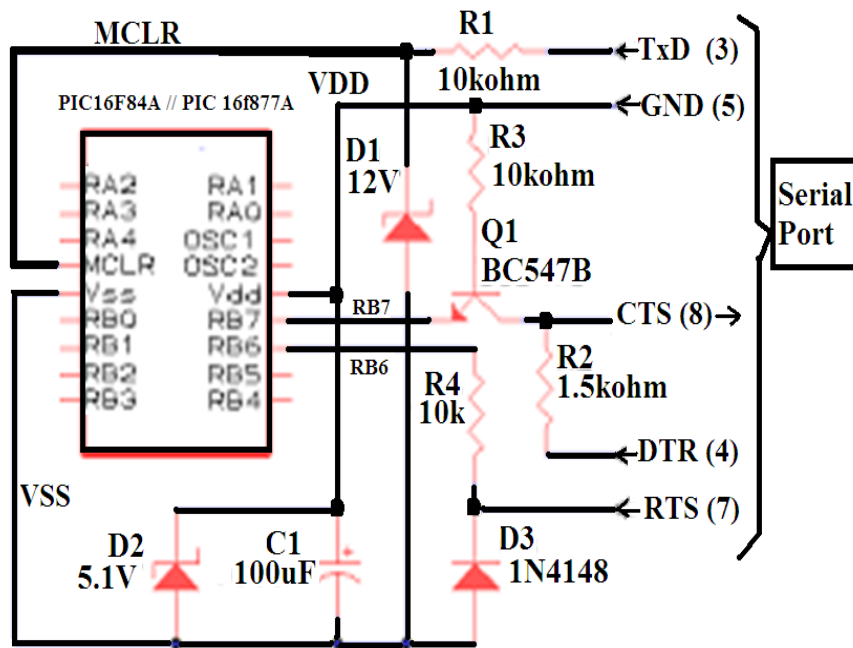 MCLR
R1
TxD (3)
10kohm
PIC16F84A // PIC 16f877A
VDD
GND (5)
R3
10kohm
D1
12V
Serial
Port
RA2 RA1
RA3 RA0
RA4 OSC1
MCLR OSC2
Vss Vdd
RB0 RB7
RB1 RB6
RB2 RB5
RB3 RB4
Q1
BC547B
RB7
CTS (8)
RB6
R2
1.5kohm
R4
10k
DTR (4)
VSS
RTS (7)
D2
5.1V
C1
100uF
+
D3
1N4148